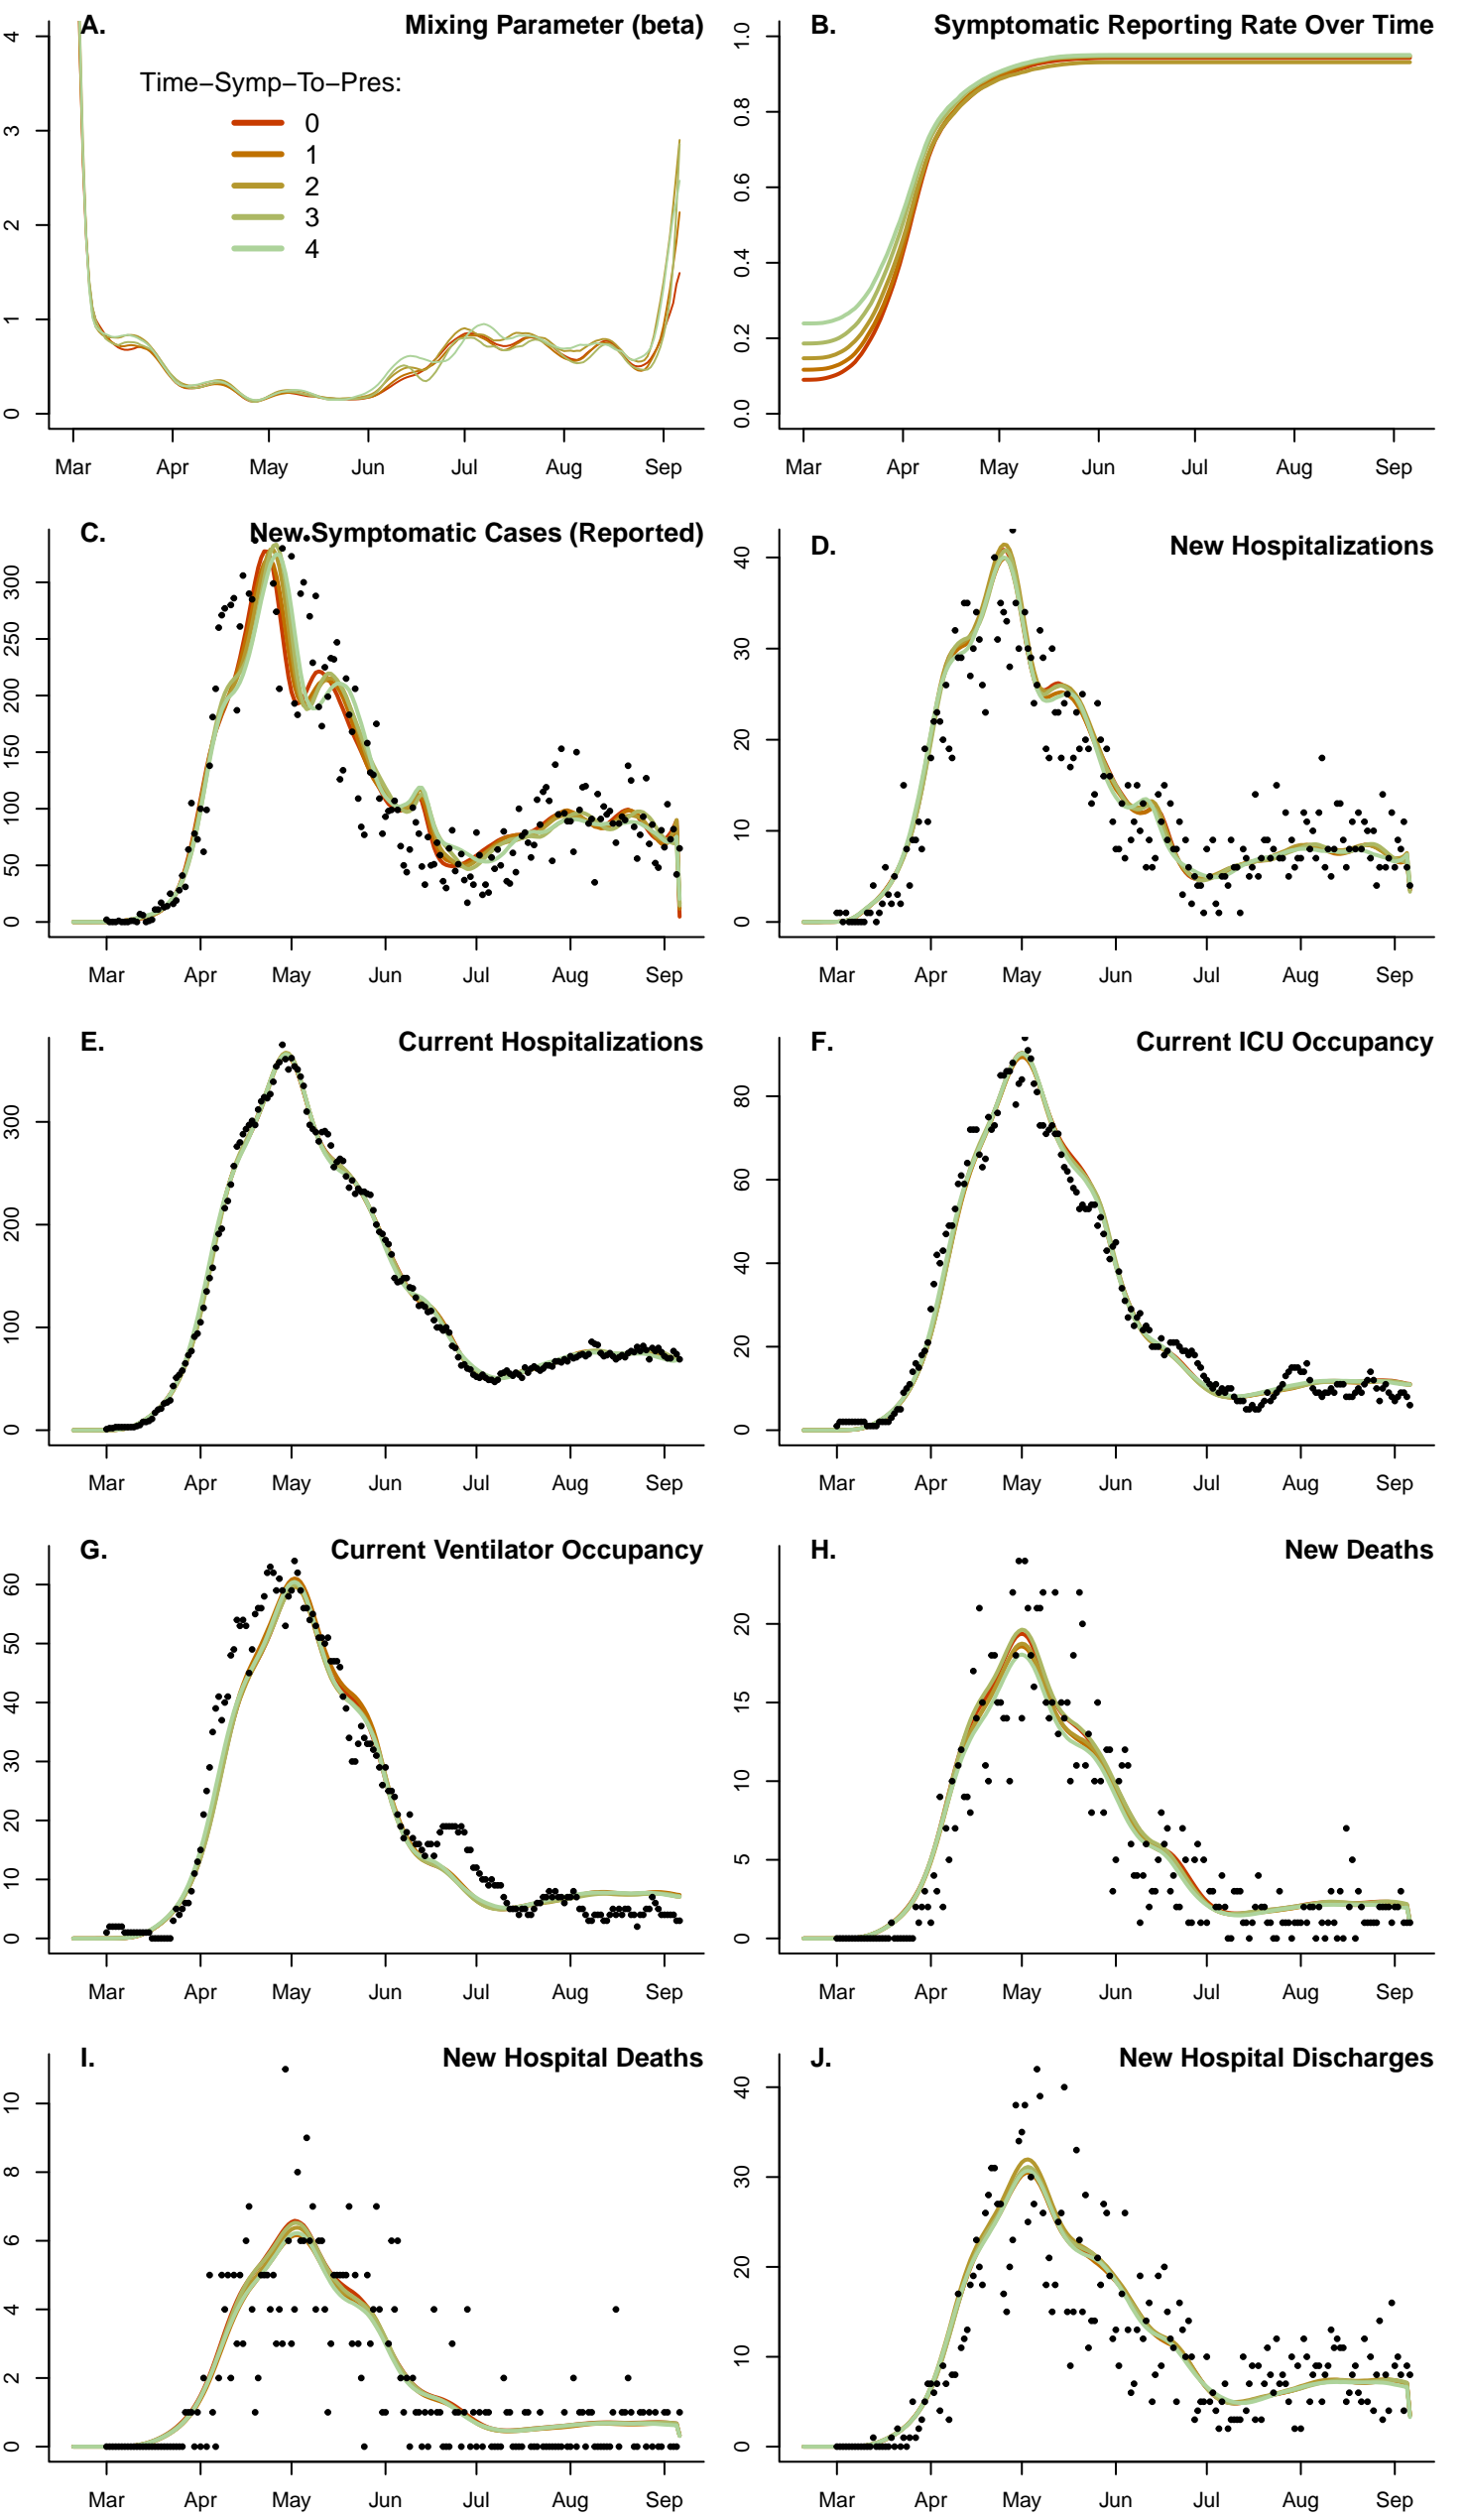 A. Mixing Parameter (beta)
Time−Symp−To−Pres:
0
1
2
3
4
4
3
2
1
0
Mar Apr May Jun Jul Aug Sep
B. Symptomatic Reporting Rate Over Time
1.0
0.8
0.6
0.4
0.2
0.0
Mar Apr May Jun Jul Aug Sep
C. New Symptomatic Cases (Reported)
300
250
200
150
100
50
0
Mar Apr May Jun Jul Aug Sep
D. New Hospitalizations
40
30
20
10
0
Mar Apr May Jun Jul Aug Sep
E. Current Hospitalizations
300
200
100
0
Mar Apr May Jun Jul Aug Sep
F. Current ICU Occupancy
80
60
40
20
0
Mar Apr May Jun Jul Aug Sep
G. Current Ventilator Occupancy
60
50
40
30
20
10
0
Mar Apr May Jun Jul Aug Sep
H. New Deaths
20
15
10
5
0
Mar Apr May Jun Jul Aug Sep
I. New Hospital Deaths
10
8
6
4
2
0
Mar Apr May Jun Jul Aug Sep
J. New Hospital Discharges
40
30
20
10
0
Mar Apr May Jun Jul Aug Sep